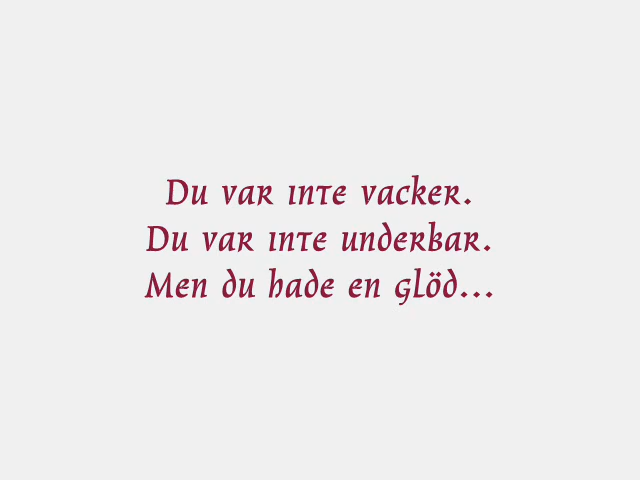 Du var inte vacker.
Du var inte underbar.
Men du hade en glöd...